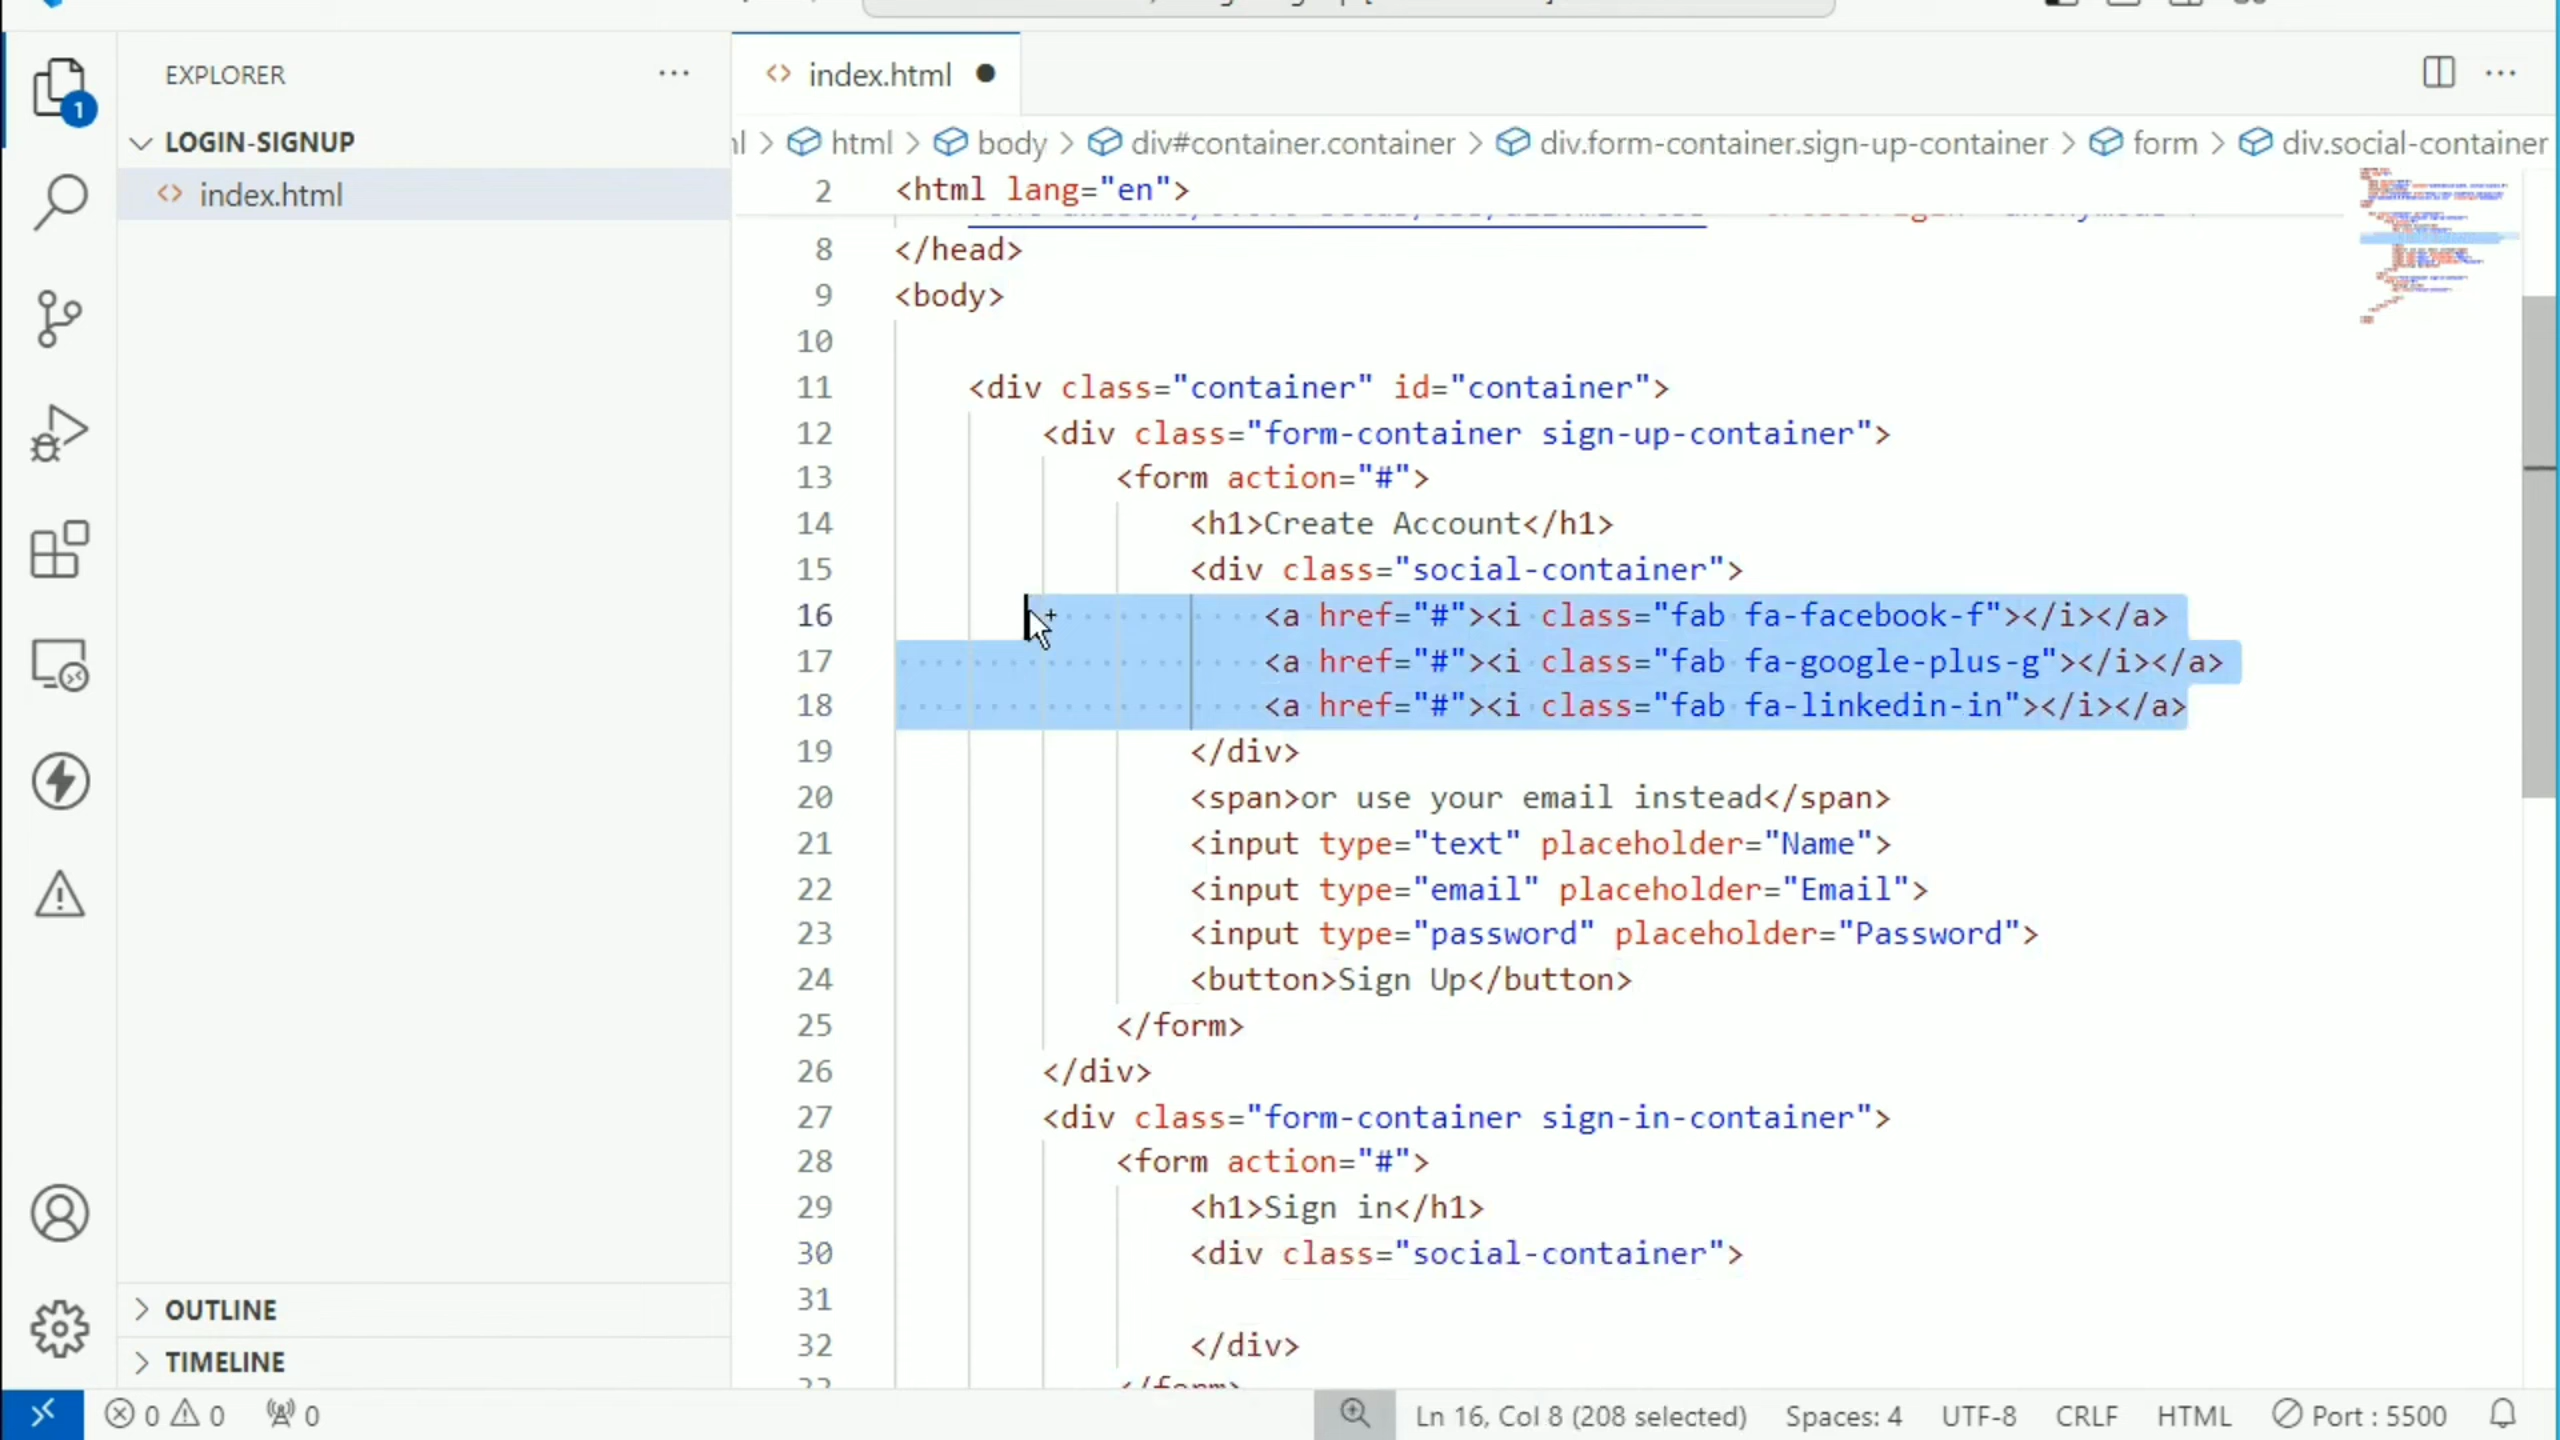 EXPLORER
index.html
1
LOGIN-SIGNUP
index.html
html
body
div#container.container
div.form-container.sign-up-container
form
div.social-container
2 <html lang="en">
8 </head>
9 <body>
10
11 <div class="container" id="container">
12 <div class="form-container sign-up-container">
13 <form action="#">
14 <h1>Create Account</h1>
15 <div class="social-container">
16 <a href="#"><i class="fab fa-facebook-f"></i></a>
17 <a href="#"><i class="fab fa-google-plus-g"></i></a>
18 <a href="#"><i class="fab fa-linkedin-in"></i></a>
19 </div>
20 <span>or use your email instead</span>
21 <input type="text" placeholder="Name">
22 <input type="email" placeholder="Email">
23 <input type="password" placeholder="Password">
24 <button>Sign Up</button>
25 </form>
26 </div>
27 <div class="form-container sign-in-container">
28 <form action="#">
29 <h1>Sign in</h1>
30 <div class="social-container">
31
32 </div>
OUTLINE
TIMELINE
0 0 0
Ln 16, Col 8 (208 selected) Spaces: 4 UTF-8 CRLF HTML Port : 5500